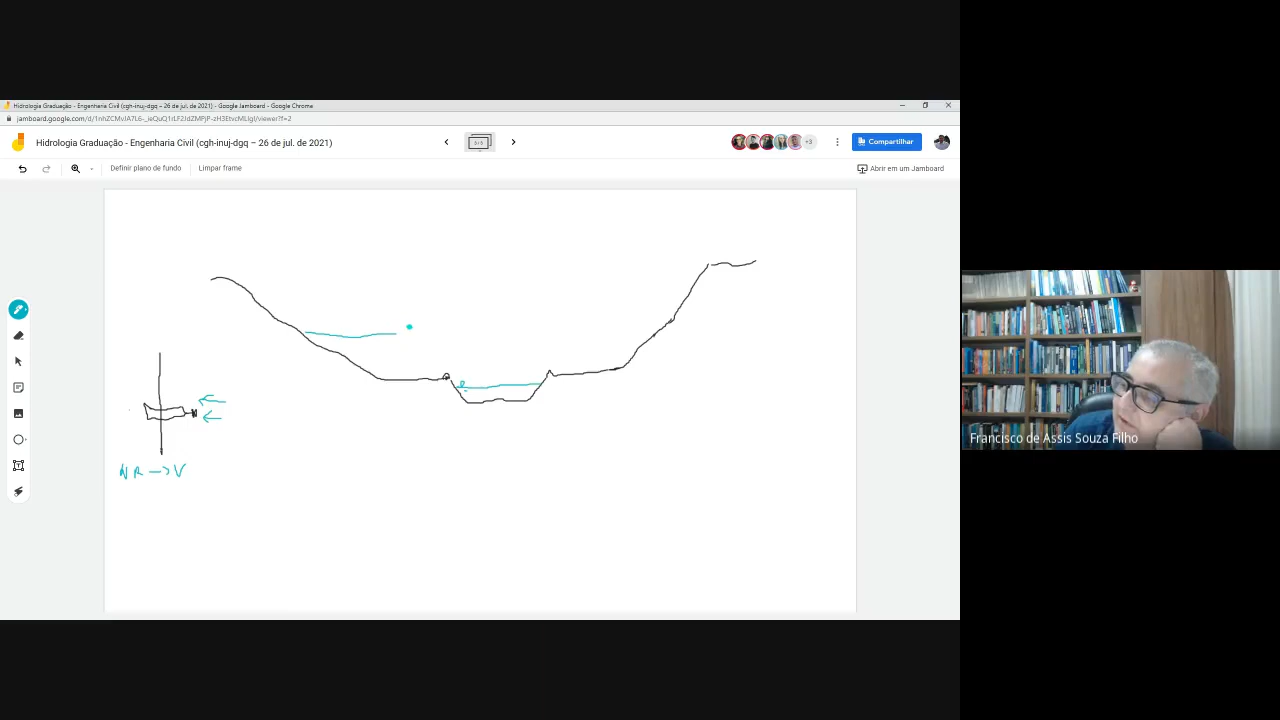 Hidrologia Graduação - Engenharia Civil (cgh-inuj-dgq – 26 de jul. de 2021) - Google Jamboard - Google Chrome
Hidrologia Graduação - Engenharia Civil (cgh-inuj-dgq – 26 de jul. de 2021)
+3
Compartilhar
Definir plano de fundo
Limpar frame
Abrir em um Jamboard
NR → V
Francisco de Assis Souza Filho